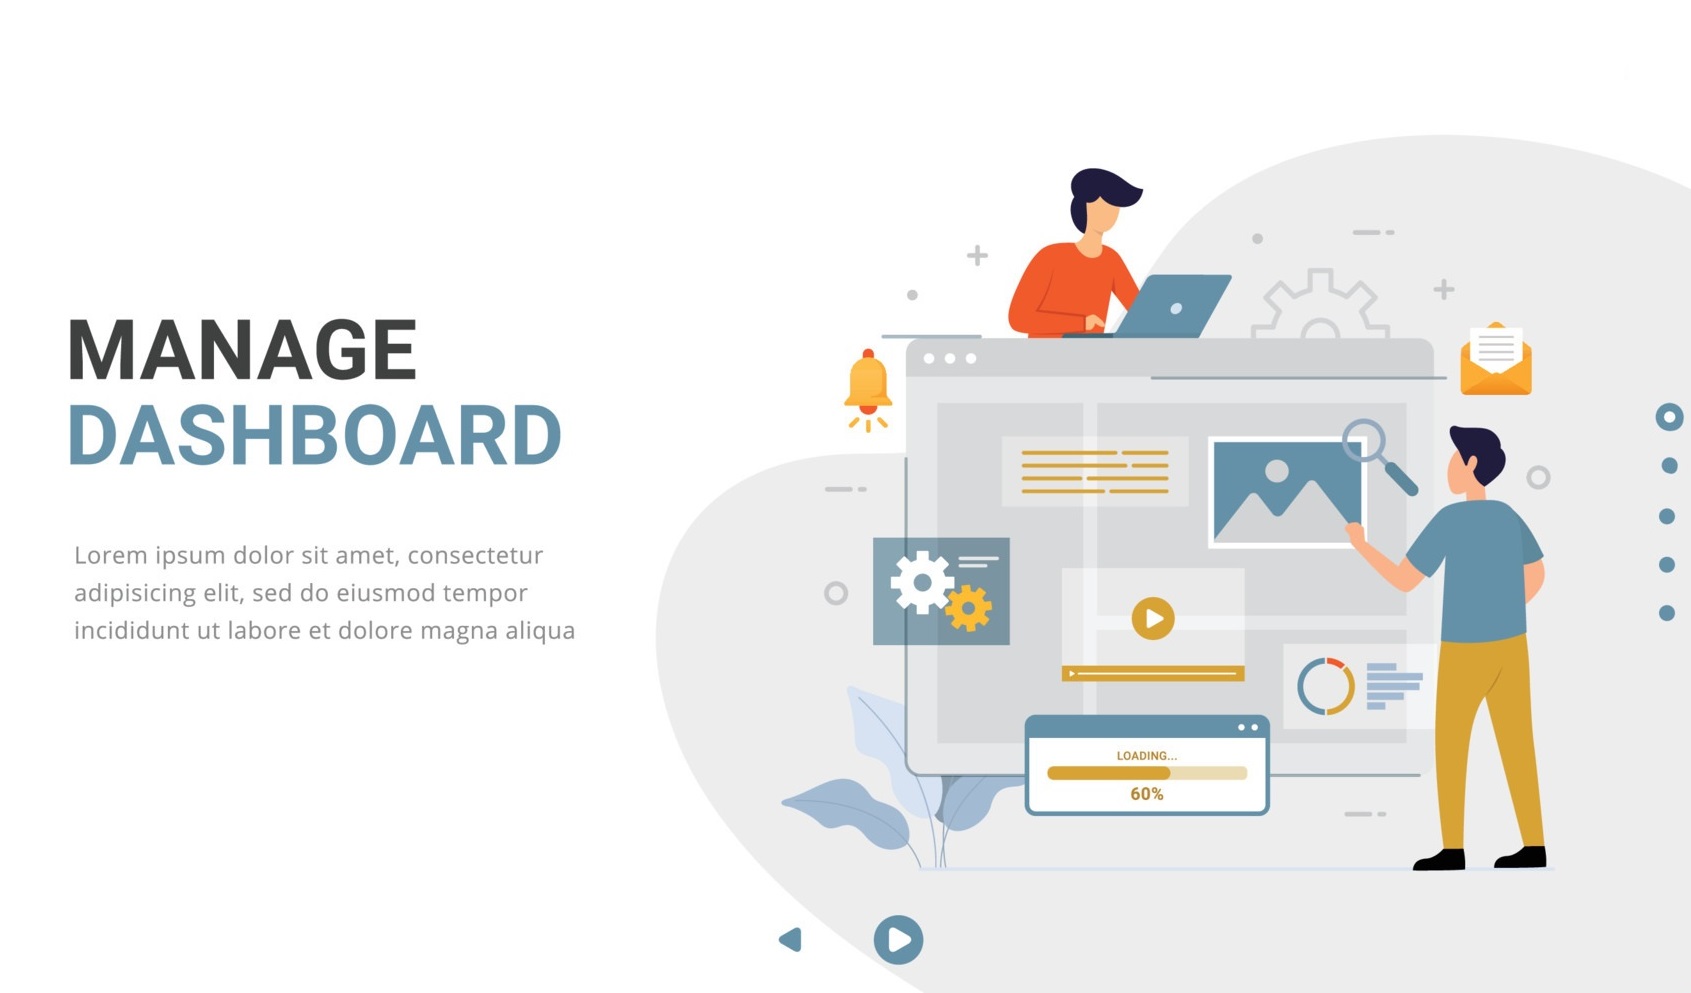 MANAGE
DASHBOARD
Lorem ipsum dolor sit amet, consectetur
adipisicing elit, sed do eiusmod tempor
incididunt ut labore et dolore magna aliqua
LOADING...
60%